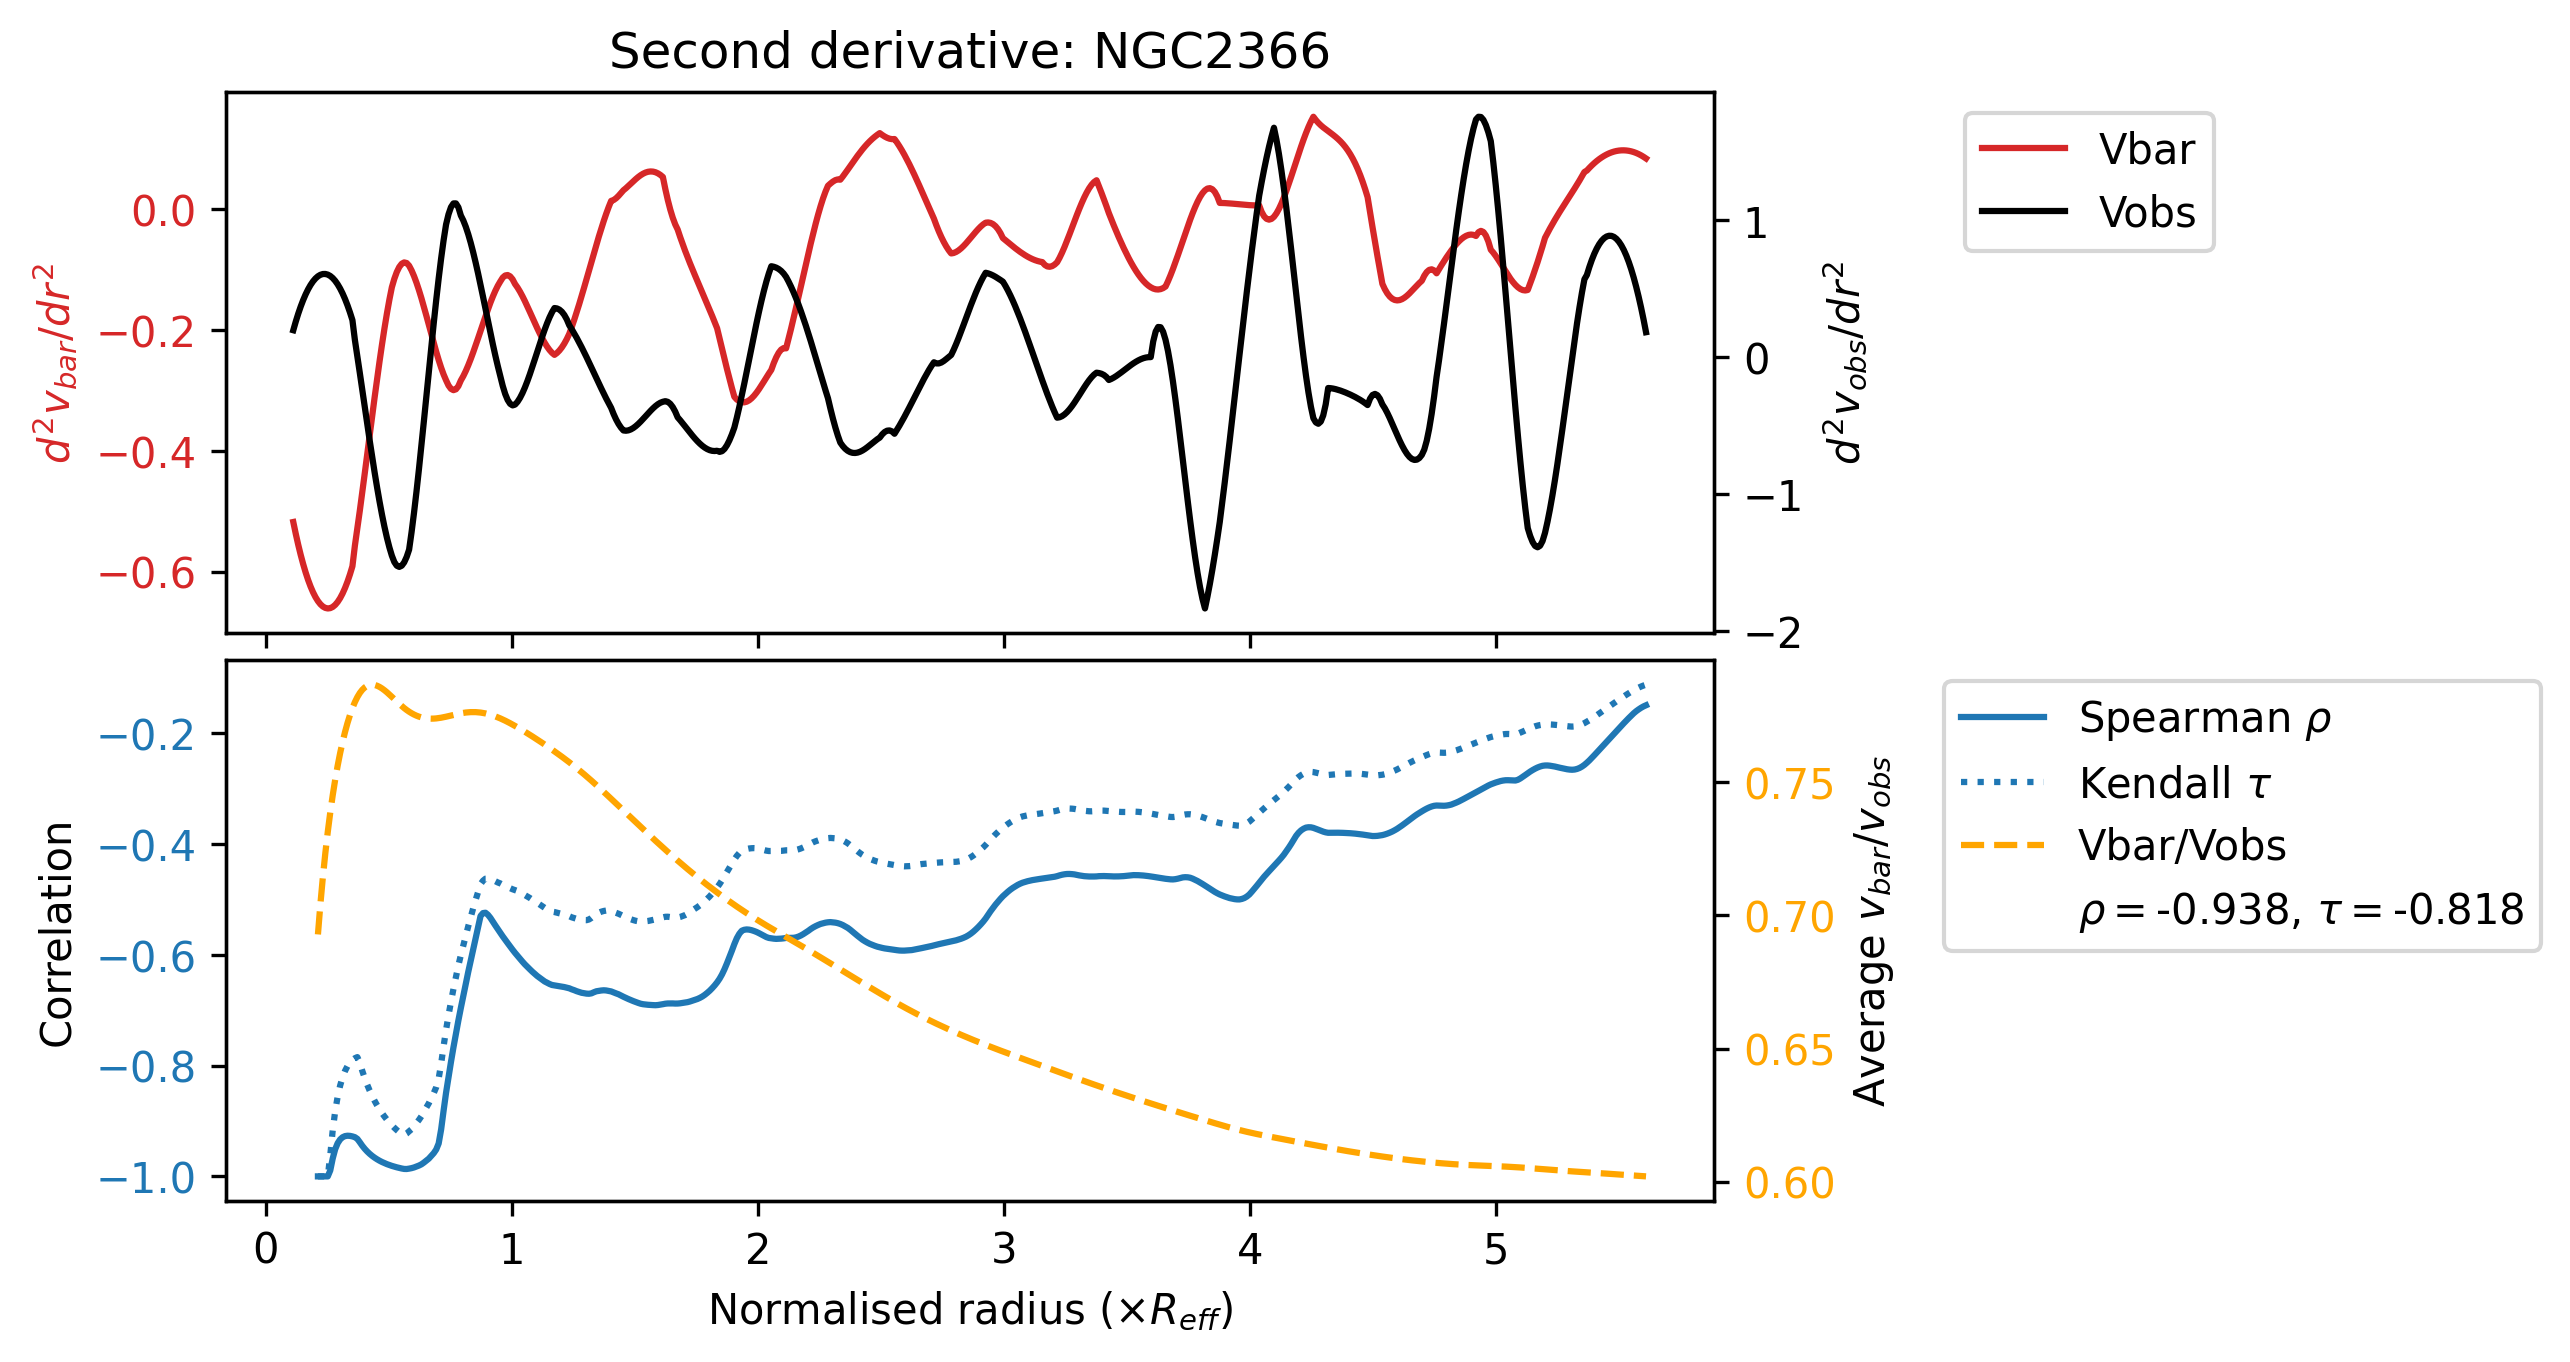 Second derivative: NGC2366
d²v_bar/dr²
0.0
−0.2
−0.4
−0.6
1
0
−1
−2
d²v_obs/dr²
Vbar
Vobs
Correlation
−0.2
−0.4
−0.6
−0.8
−1.0
0.75
0.70
0.65
0.60
Average v_bar/v_obs
Spearman ρ
Kendall τ
Vbar/Vobs
ρ = -0.938, τ = -0.818
0 1 2 3 4 5
Normalised radius (×R_eff)